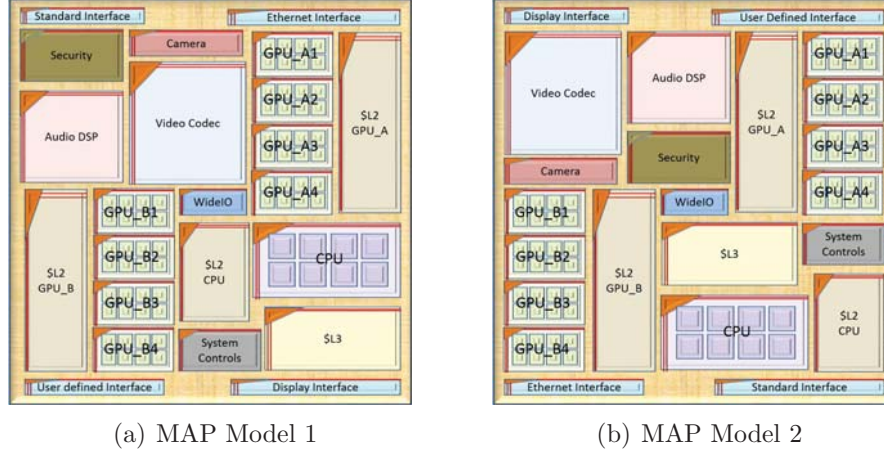 Standard Interface
Ethernet Interface
Security
Camera
GPU_A1
GPU_A2
GPU_A3
GPU_A4
$L2
GPU_A
Audio DSP
Video Codec
WideIO
$L2
GPU_B
GPU_B1
GPU_B2
GPU_B3
GPU_B4
$L2
CPU
CPU
System
Controls
$L3
User defined Interface
Display Interface
(a) MAP Model 1
Display Interface
User Defined Interface
Video Codec
Audio DSP
$L2
GPU_A
GPU_A1
GPU_A2
GPU_A3
GPU_A4
Camera
Security
WideIO
GPU_B1
GPU_B2
GPU_B3
GPU_B4
$L2
GPU_B
$L3
System
Controls
CPU
$L2
CPU
Ethernet Interface
Standard Interface
(b) MAP Model 2